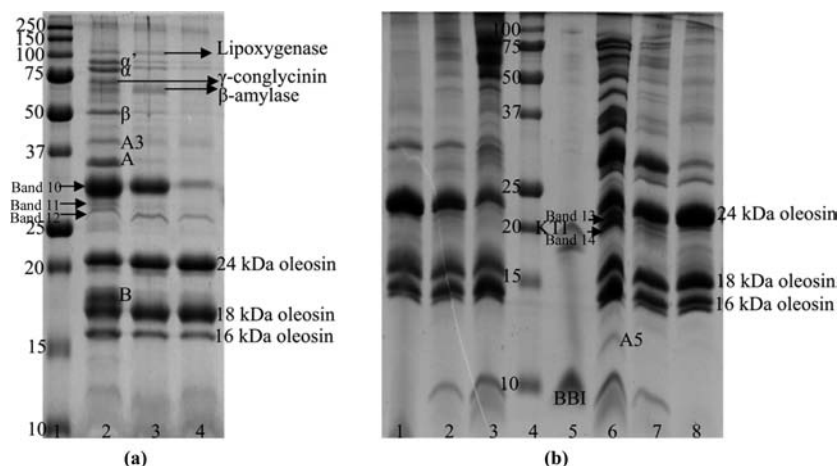 250
150
100
75
50
37
25
20
15
10
α'
α
β
A3
A
B
Lipoxygenase
γ-conglycinin
β-amylase
Band 10
Band 11
Band 12
24 kDa oleosin
18 kDa oleosin
16 kDa oleosin
1 2 3 4
(a)
100
75
50
37
25
20
15
10
Band 13
KTI
Band 14
24 kDa oleosin
18 kDa oleosin
16 kDa oleosin
A5
BBI
1 2 3 4 5 6 7 8
(b)